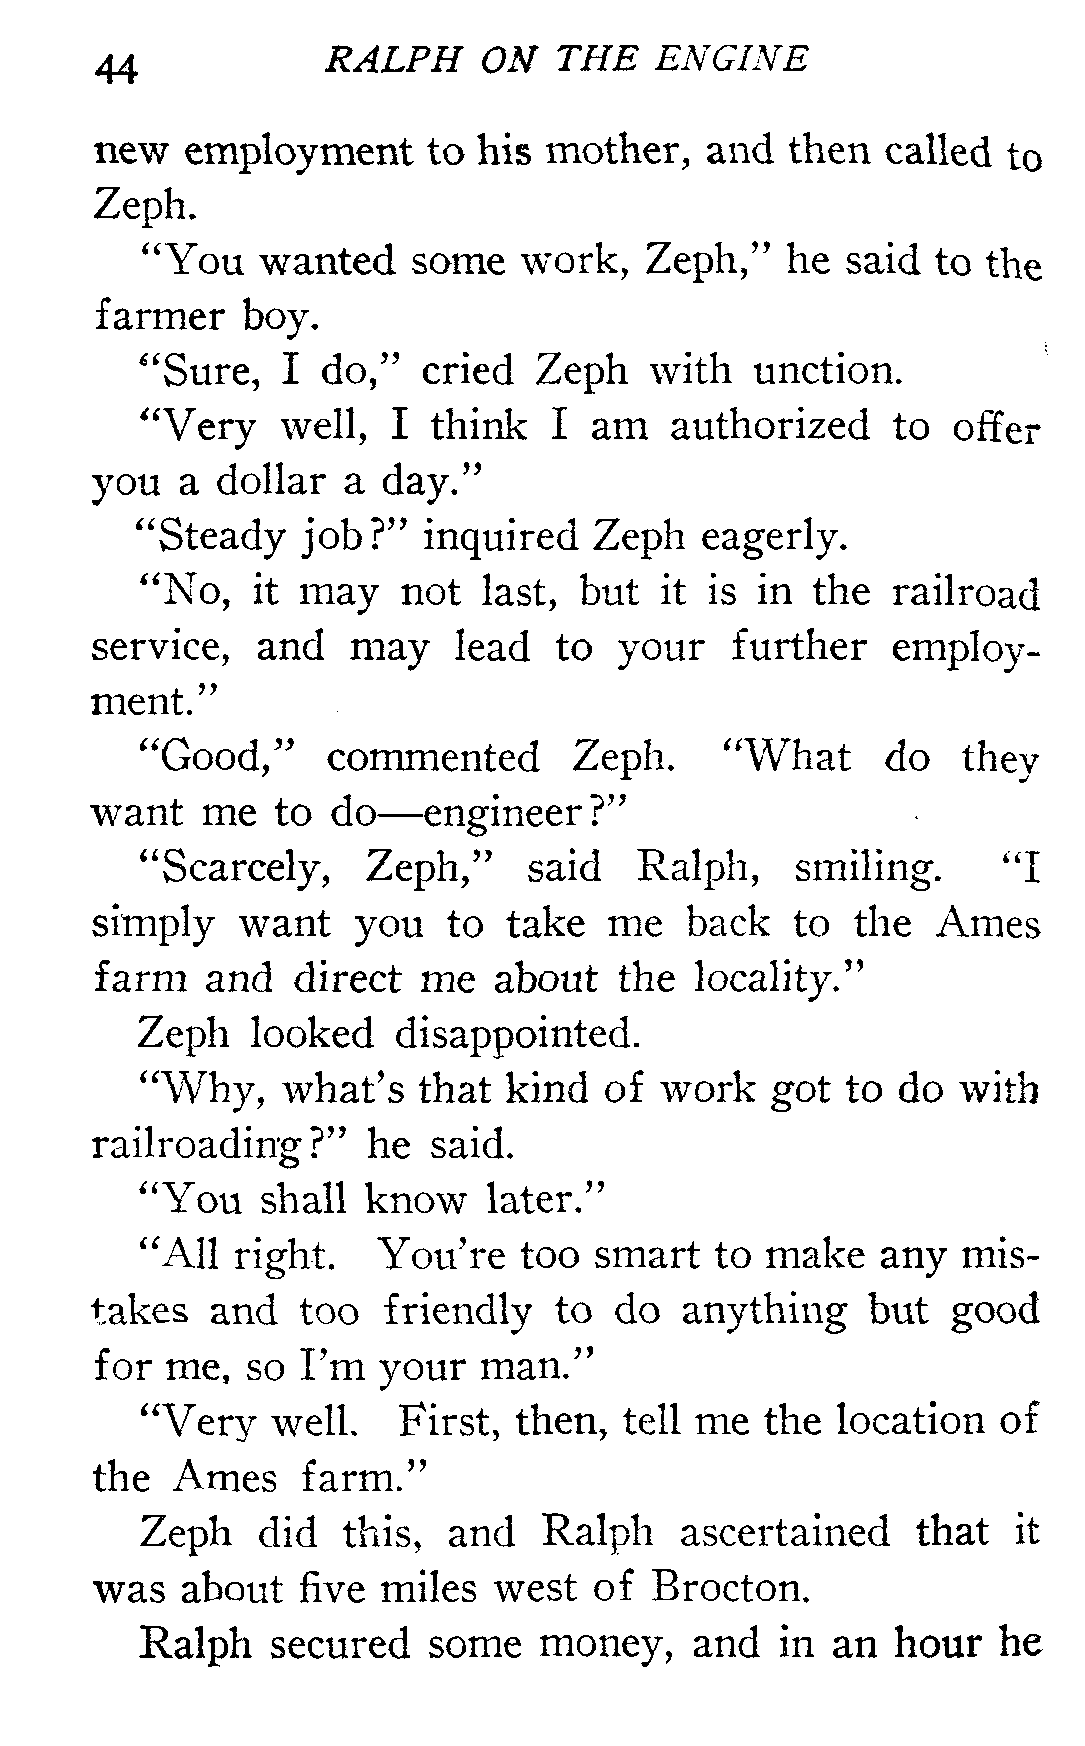 44 RALPH ON THE ENGINE
new employment to his mother, and then called to
Zeph.
“You wanted some work, Zeph,” he said to the
farmer boy.
“Sure, I do,” cried Zeph with unction.
“Very well, I think I am authorized to offer
you a dollar a day.”
“Steady job?” inquired Zeph eagerly.
“No, it may not last, but it is in the railroad
service, and may lead to your further employ-
ment.”
“Good,” commented Zeph. “What do they
want me to do—engineer?”
“Scarcely, Zeph,” said Ralph, smiling. “I
simply want you to take me back to the Ames
farm and direct me about the locality.”
Zeph looked disappointed.
“Why, what’s that kind of work got to do with
railroading?” he said.
“You shall know later.”
“All right. You’re too smart to make any mis-
takes and too friendly to do anything but good
for me, so I’m your man.”
“Very well. First, then, tell me the location of
the Ames farm.”
Zeph did this, and Ralph ascertained that it
was about five miles west of Brocton.
Ralph secured some money, and in an hour he